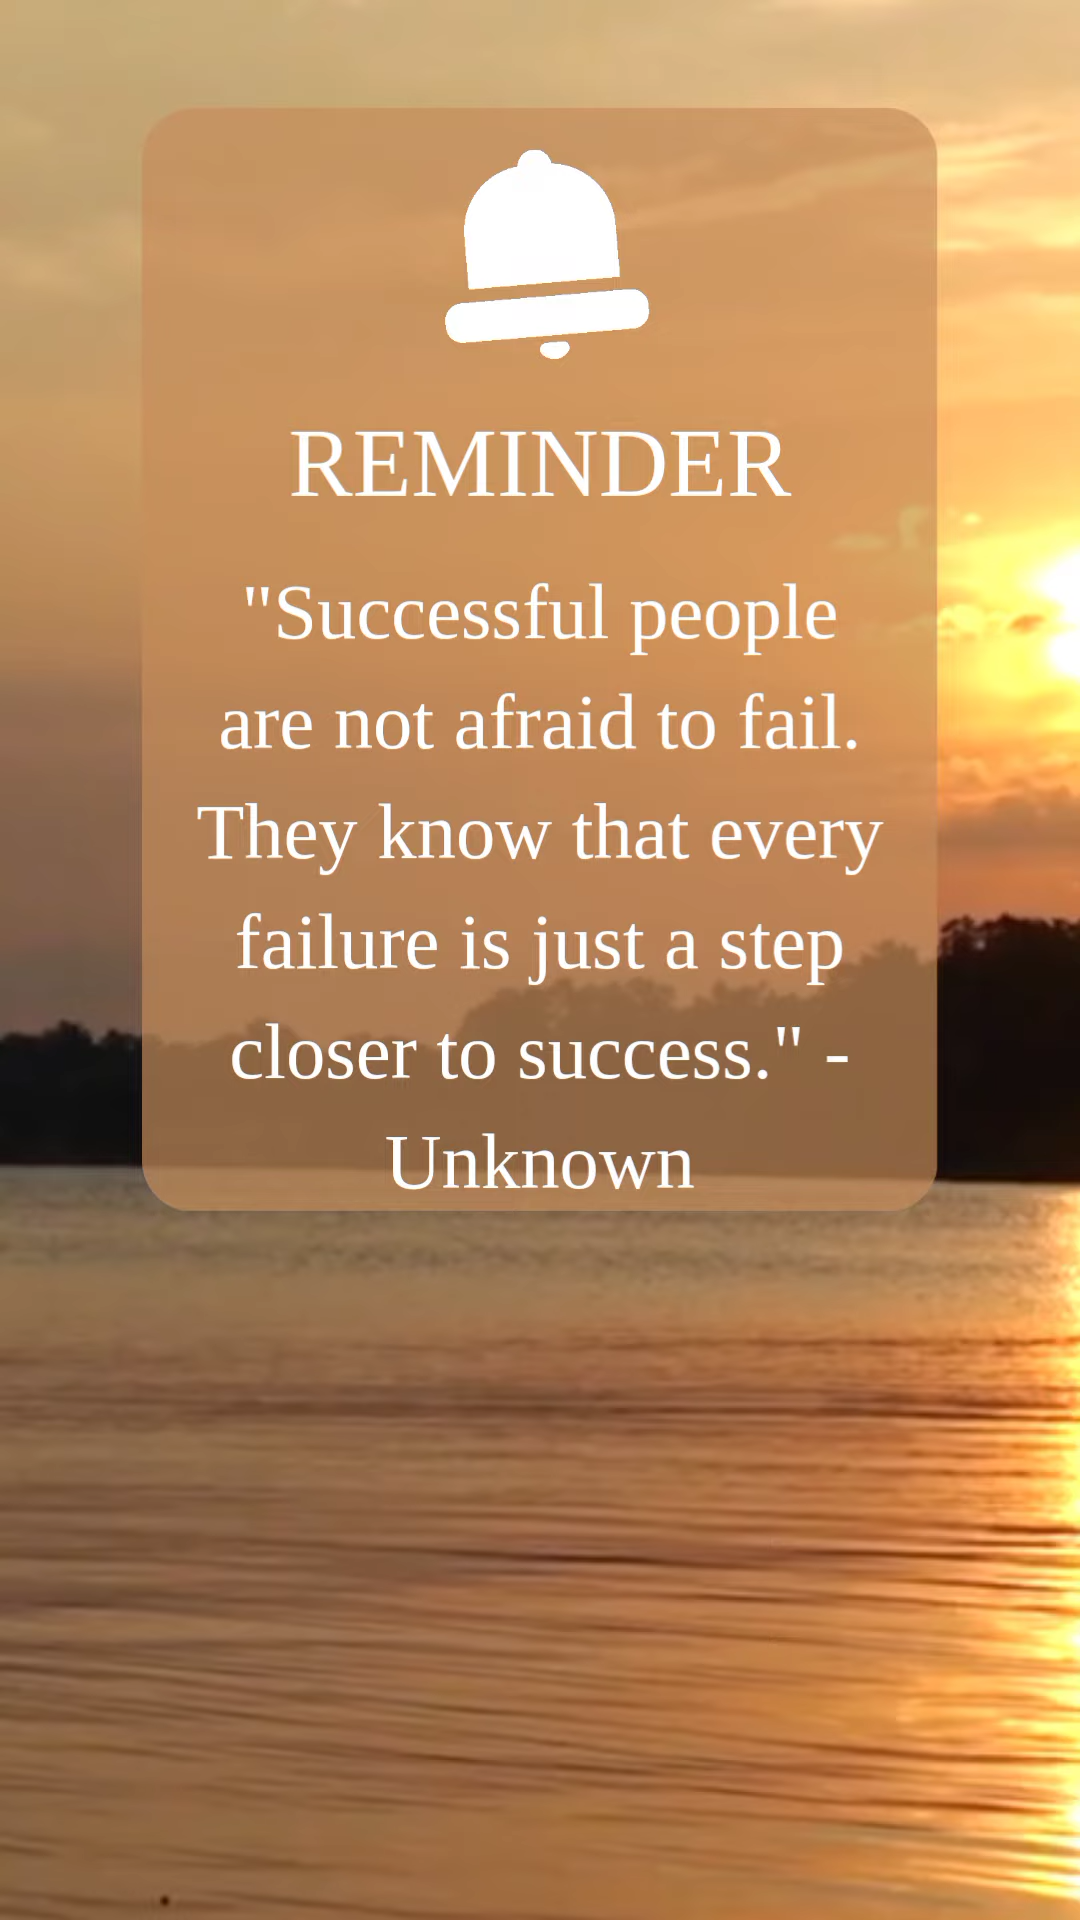 REMINDER
"Successful people
are not afraid to fail.
They know that every
failure is just a step
closer to success." -
Unknown